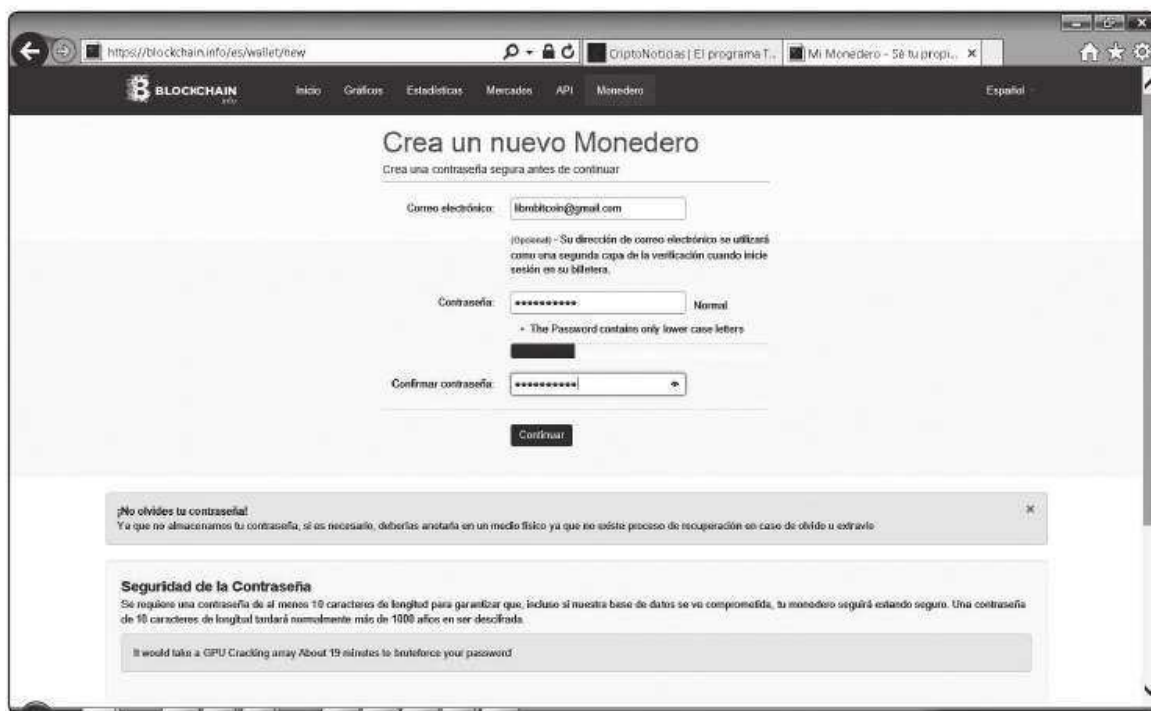 https://blockchain.info/es/wallet/new
CriptoNoticias | El programa T...
Mi Monedero - Sé tu propi...
BLOCKCHAIN
info
Inicio
Gráficos
Estadísticas
Mercados
API
Monedero
Español
Crea un nuevo Monedero
Crea una contraseña segura antes de continuar
Correo electrónico:
librobitcoin@gmail.com
(Opcional) - Su dirección de correo electrónico se utilizará
como una segunda capa de la verificación cuando inicie
sesión en su billetera.
Contraseña:
●●●●●●●●●●
Normal
• The Password contains only lower case letters
Confirmar contraseña:
●●●●●●●●●●
Continuar
¡No olvides tu contraseña!
Ya que no almacenamos tu contraseña, si es necesario, deberías anotarla en un medio físico ya que no existe proceso de recuperación en caso de olvido u extravío
Seguridad de la Contraseña
Se requiere una contraseña de al menos 10 caracteres de longitud para garantizar que, incluso si nuestra base de datos se ve comprometida, tu monedero seguirá estando seguro. Una contraseña
de 10 caracteres de longitud tardará normalmente más de 1000 años en ser descifrada.
It would take a GPU Cracking array About 19 minutes to bruteforce your password